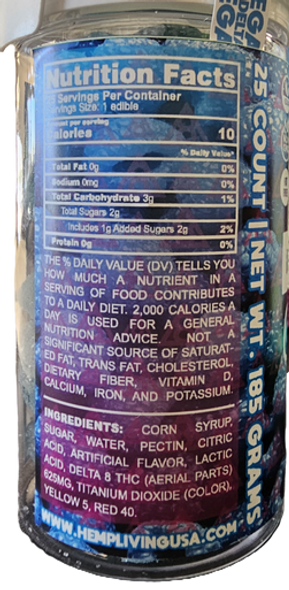 Nutrition Facts
Servings Per Container
Servings Size: 1 edible
per serving
Calories 10
% Daily Value*
Total Fat 0g 0%
Sodium 0mg 0%
Total Carbohydrate 3g 1%
Total Sugars 2g
Includes 1g Added Sugars 2g 2%
Protein 0g 0%
THE % DAILY VALUE (DV) TELLS YOU
HOW MUCH A NUTRIENT IN A
SERVING OF FOOD CONTRIBUTES
TO A DAILY DIET. 2,000 CALORIES A
DAY IS USED FOR A GENERAL
NUTRITION ADVICE. NOT A
SIGNIFICANT SOURCE OF SATURAT-
ED FAT, TRANS FAT, CHOLESTEROL,
DIETARY FIBER, VITAMIN D,
CALCIUM, IRON, AND POTASSIUM.
INGREDIENTS: CORN SYRUP,
SUGAR, WATER, PECTIN, CITRIC
ACID, ARTIFICIAL FLAVOR, LACTIC
ACID, DELTA 8 THC (AERIAL PARTS)
625MG, TITANIUM DIOXIDE (COLOR),
YELLOW 5, RED 40.
WWW.HEMPLIVINGUSA.COM
25 COUNT | NET WT. 185 GRAMS